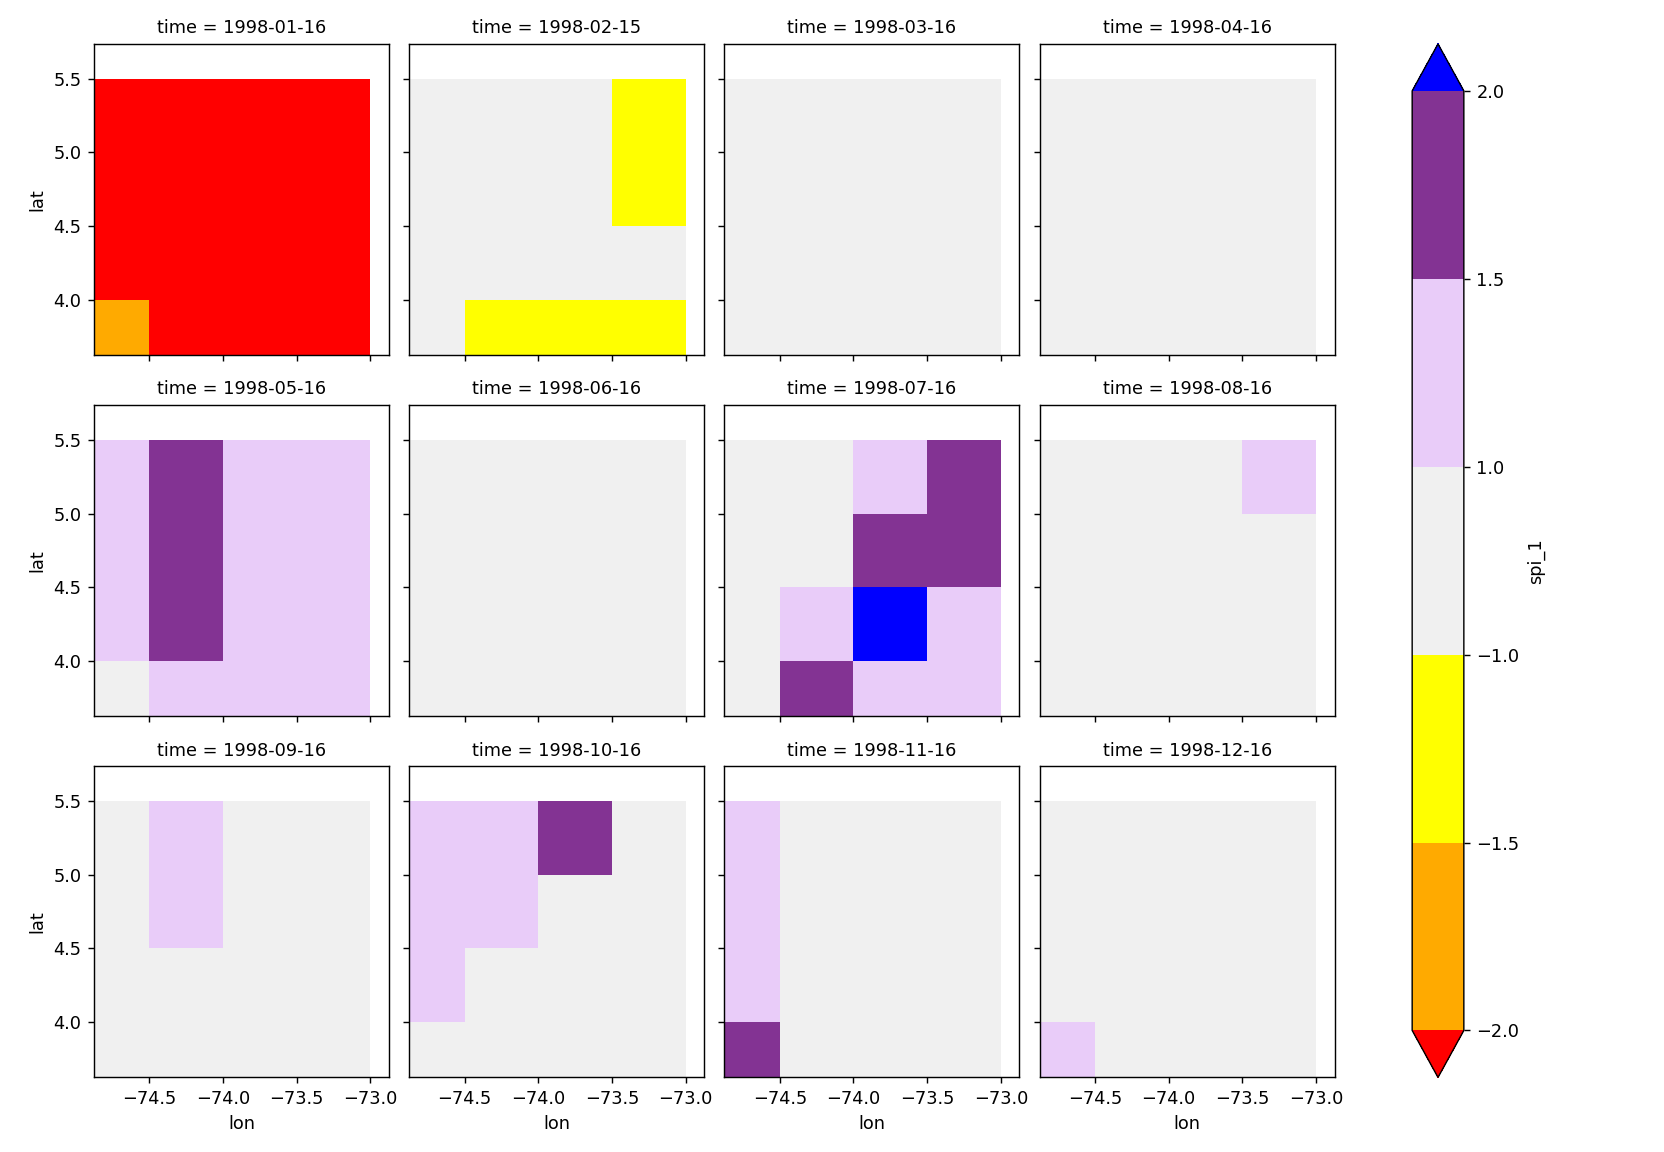 time = 1998-01-16
time = 1998-02-15
time = 1998-03-16
time = 1998-04-16
5.5
5.0
4.5
4.0
lat
time = 1998-05-16
time = 1998-06-16
time = 1998-07-16
time = 1998-08-16
5.5
5.0
4.5
4.0
lat
time = 1998-09-16
time = 1998-10-16
time = 1998-11-16
time = 1998-12-16
5.5
5.0
4.5
4.0
lat
−74.5 −74.0 −73.5 −73.0
lon
−74.5 −74.0 −73.5 −73.0
lon
−74.5 −74.0 −73.5 −73.0
lon
−74.5 −74.0 −73.5 −73.0
lon
2.0
1.5
1.0
−1.0
−1.5
−2.0
spi_1